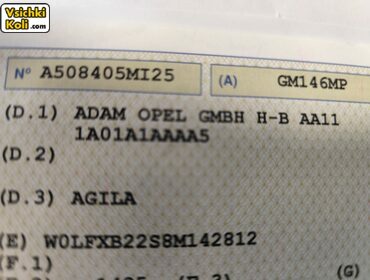 Vsichki
Koli.com
Nº A508405MI25 (A) GM146MP
(D.1) ADAM OPEL GMBH H-B AA11
1A01A1AAAA5
(D.2)
(D.3) AGILA
(E) W0LFXB22S8M142812
(F.1)
(G)